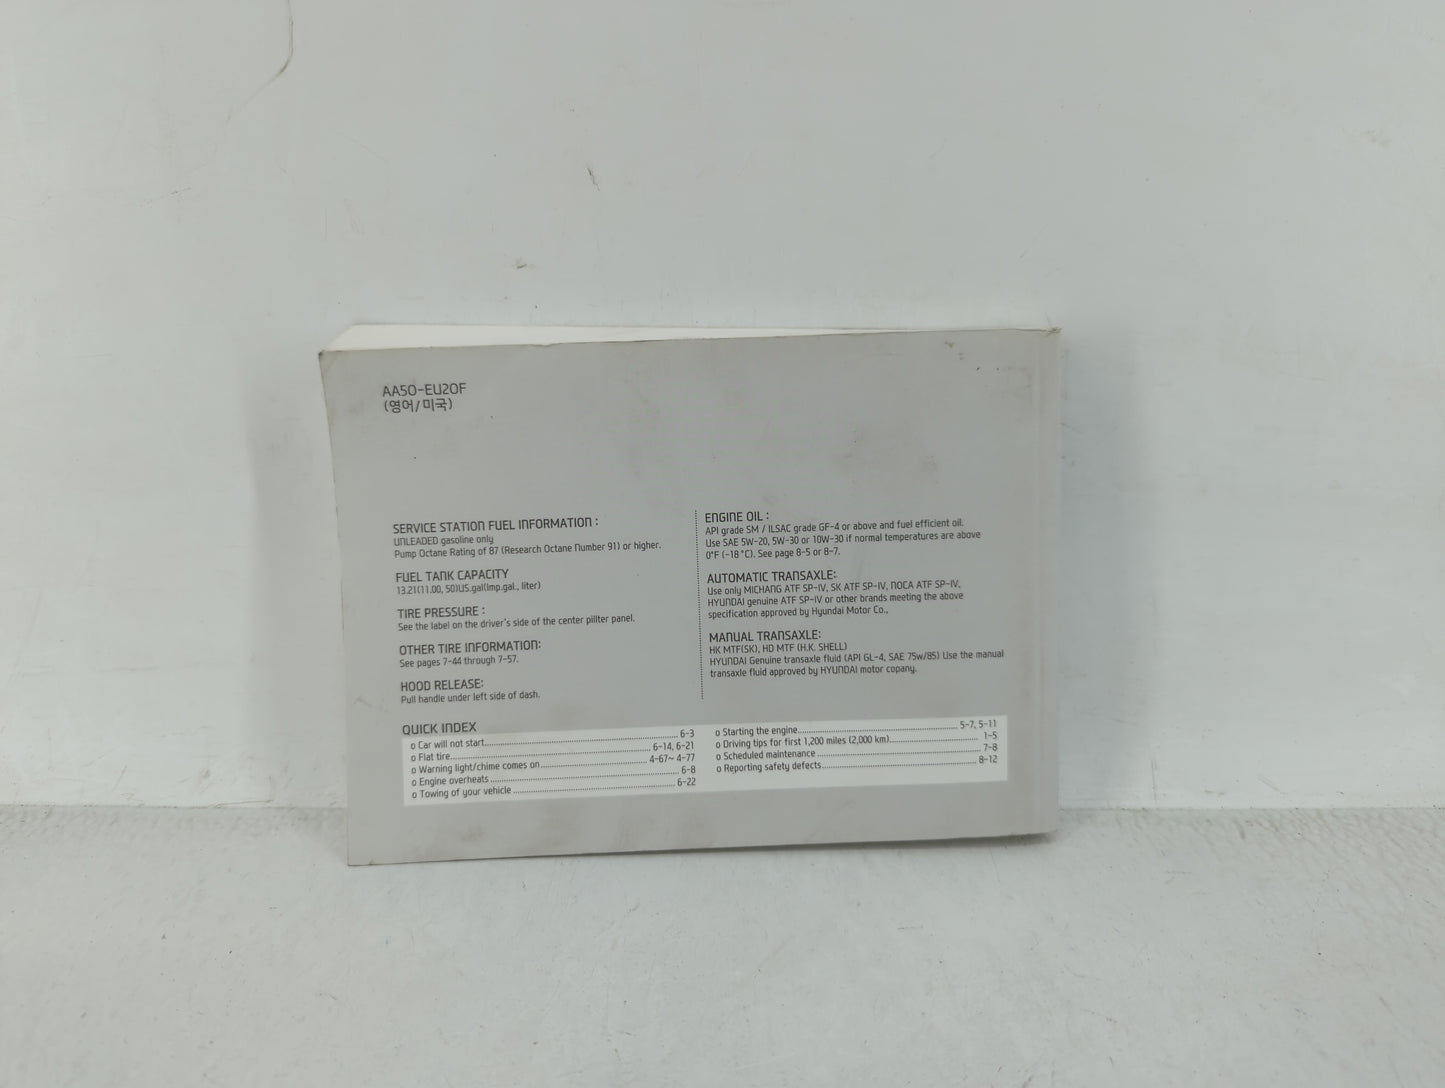 AA5O-EU2OF
(영어/미국)
SERVICE STATION FUEL INFORMATION :
UNLEADED gasoline only
Pump Octane Rating of 87 (Research Octane Number 91) or higher.
FUEL TANK CAPACITY
13.21(11.00, 50)US.gal(Imp.gal., liter)
TIRE PRESSURE :
See the label on the driver's side of the center pillter panel.
OTHER TIRE INFORMATION:
See pages 7-44 through 7-57.
HOOD RELEASE:
Pull handle under left side of dash.
ENGINE OIL :
API grade SM / ILSAC grade GF-4 or above and fuel efficient oil.
Use SAE 5W-20, 5W-30 or 10W-30 if normal temperatures are above
0°F (-18°C). See page 8-5 or 8-7.
AUTOMATIC TRANSAXLE:
Use only MICHANG ATF SP-IV, SK ATF SP-IV, NOCA ATF SP-IV,
HYUNDAI genuine ATF SP-IV or other brands meeting the above
specification approved by Hyundai Motor Co.,
MANUAL TRANSAXLE:
HK MTF(SK), HD MTF (H.K. SHELL)
HYUNDAI Genuine transaxle fluid (API GL-4, SAE 75w/85) Use the manual
transaxle fluid approved by HYUNDAI motor copany.
QUICK INDEX
o Car will not start 6-3
o Flat tire 6-14, 6-21
o Warning light/chime comes on 4-67~ 4-77
o Engine overheats 6-8
o Towing of your vehicle 6-22
o Starting the engine 5-7, 5-11
o Driving tips for first 1,200 miles (2,000 km) 1-5
o Scheduled maintenance 7-8
o Reporting safety defects 8-12